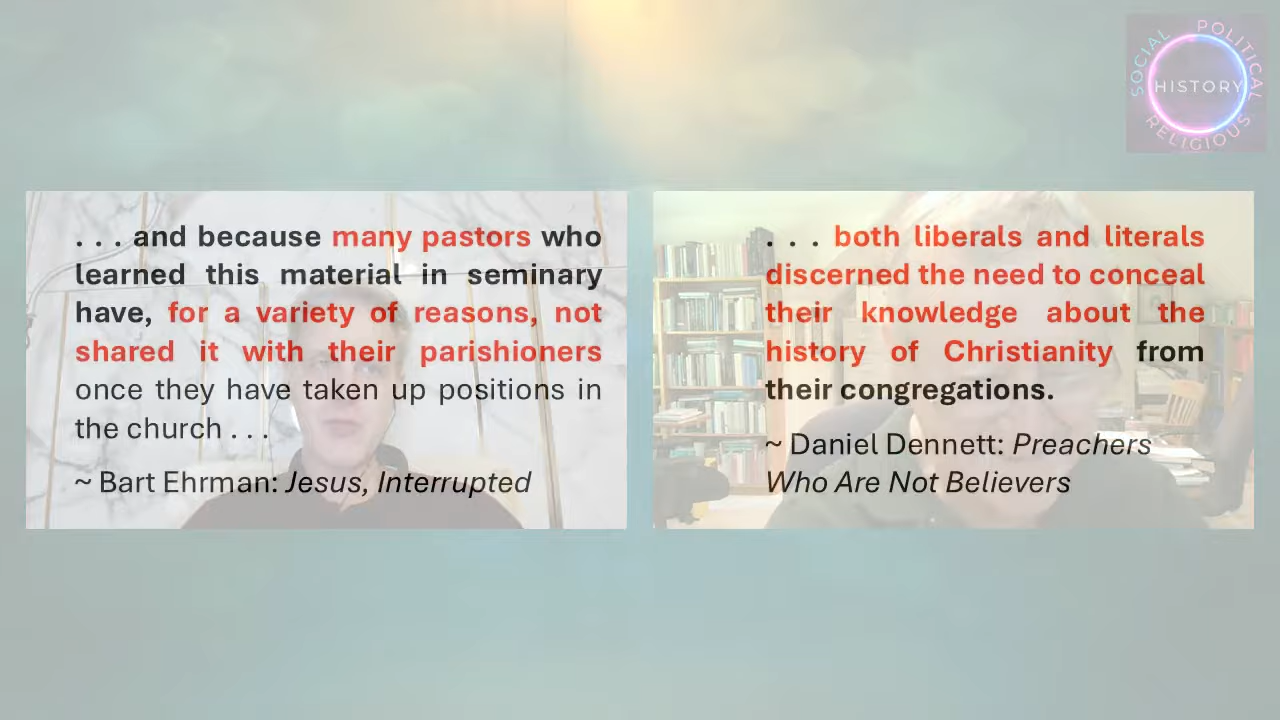 SOCIAL POLITICAL
HISTORY
RELIGIOUS
. . . and because many pastors who
learned this material in seminary
have, for a variety of reasons, not
shared it with their parishioners
once they have taken up positions in
the church . . .
~ Bart Ehrman: Jesus, Interrupted
. . . both liberals and literals
discerned the need to conceal
their knowledge about the
history of Christianity from
their congregations.
~ Daniel Dennett: Preachers
Who Are Not Believers